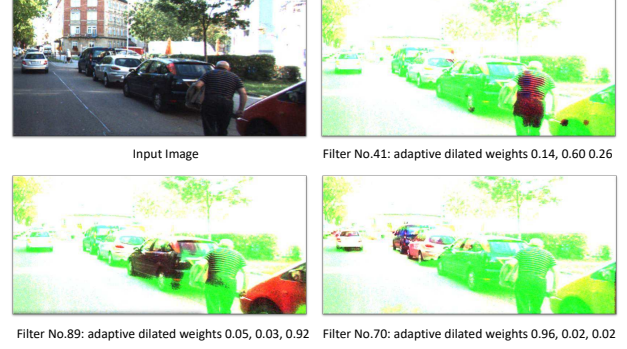 Input Image
Filter No.41: adaptive dilated weights 0.14, 0.60 0.26
Filter No.89: adaptive dilated weights 0.05, 0.03, 0.92
Filter No.70: adaptive dilated weights 0.96, 0.02, 0.02